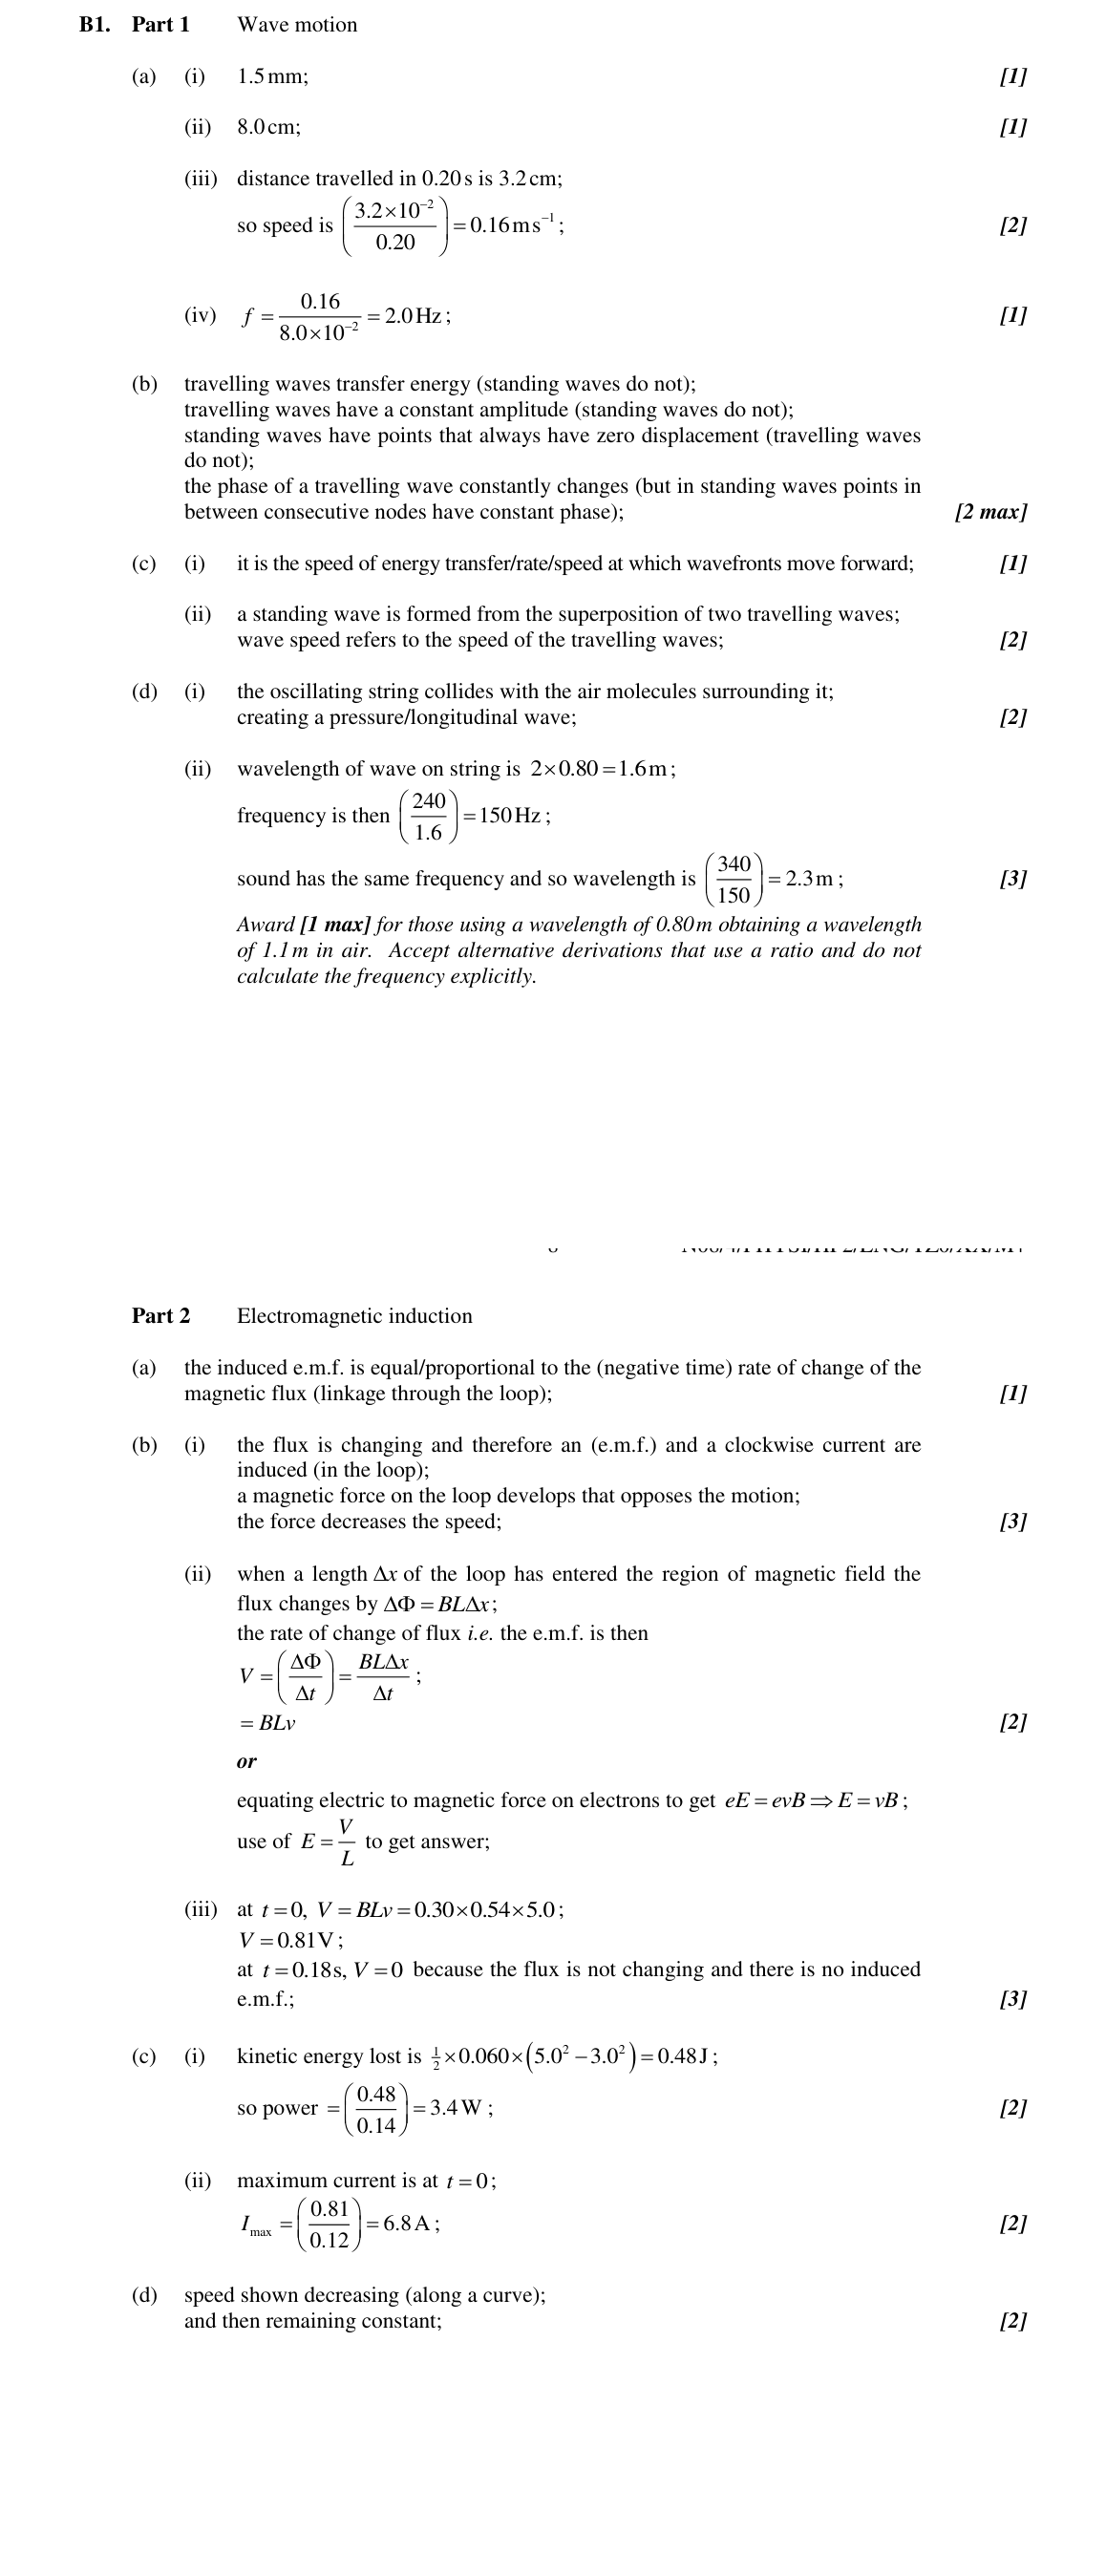 B1. Part 1 Wave motion
(a) (i) 1.5 mm; [1]
(ii) 8.0 cm; [1]
(iii) distance travelled in 0.20 s is 3.2 cm;
so speed is (3.2×10⁻²/0.20) = 0.16 m s⁻¹; [2]
(iv) f = 0.16/8.0×10⁻² = 2.0 Hz; [1]
(b) travelling waves transfer energy (standing waves do not);
travelling waves have a constant amplitude (standing waves do not);
standing waves have points that always have zero displacement (travelling waves
do not);
the phase of a travelling wave constantly changes (but in standing waves points in
between consecutive nodes have constant phase); [2 max]
(c) (i) it is the speed of energy transfer/rate/speed at which wavefronts move forward; [1]
(ii) a standing wave is formed from the superposition of two travelling waves;
wave speed refers to the speed of the travelling waves; [2]
(d) (i) the oscillating string collides with the air molecules surrounding it;
creating a pressure/longitudinal wave; [2]
(ii) wavelength of wave on string is 2×0.80 = 1.6 m;
frequency is then (240/1.6) = 150 Hz;
sound has the same frequency and so wavelength is (340/150) = 2.3 m; [3]
Award [1 max] for those using a wavelength of 0.80 m obtaining a wavelength
of 1.1 m in air. Accept alternative derivations that use a ratio and do not
calculate the frequency explicitly.
Part 2 Electromagnetic induction
(a) the induced e.m.f. is equal/proportional to the (negative time) rate of change of the
magnetic flux (linkage through the loop); [1]
(b) (i) the flux is changing and therefore an (e.m.f.) and a clockwise current are
induced (in the loop);
a magnetic force on the loop develops that opposes the motion;
the force decreases the speed; [3]
(ii) when a length Δx of the loop has entered the region of magnetic field the
flux changes by ΔΦ = BLΔx;
the rate of change of flux i.e. the e.m.f. is then
V = (ΔΦ/Δt) = BLΔx/Δt;
= BLv [2]
or
equating electric to magnetic force on electrons to get eE = evB ⇒ E = vB;
use of E = V/L to get answer;
(iii) at t = 0, V = BLv = 0.30×0.54×5.0;
V = 0.81 V;
at t = 0.18 s, V = 0 because the flux is not changing and there is no induced
e.m.f.; [3]
(c) (i) kinetic energy lost is ½×0.060×(5.0² − 3.0²) = 0.48 J;
so power = (0.48/0.14) = 3.4 W; [2]
(ii) maximum current is at t = 0;
Iₘₐₓ = (0.81/0.12) = 6.8 A; [2]
(d) speed shown decreasing (along a curve);
and then remaining constant; [2]